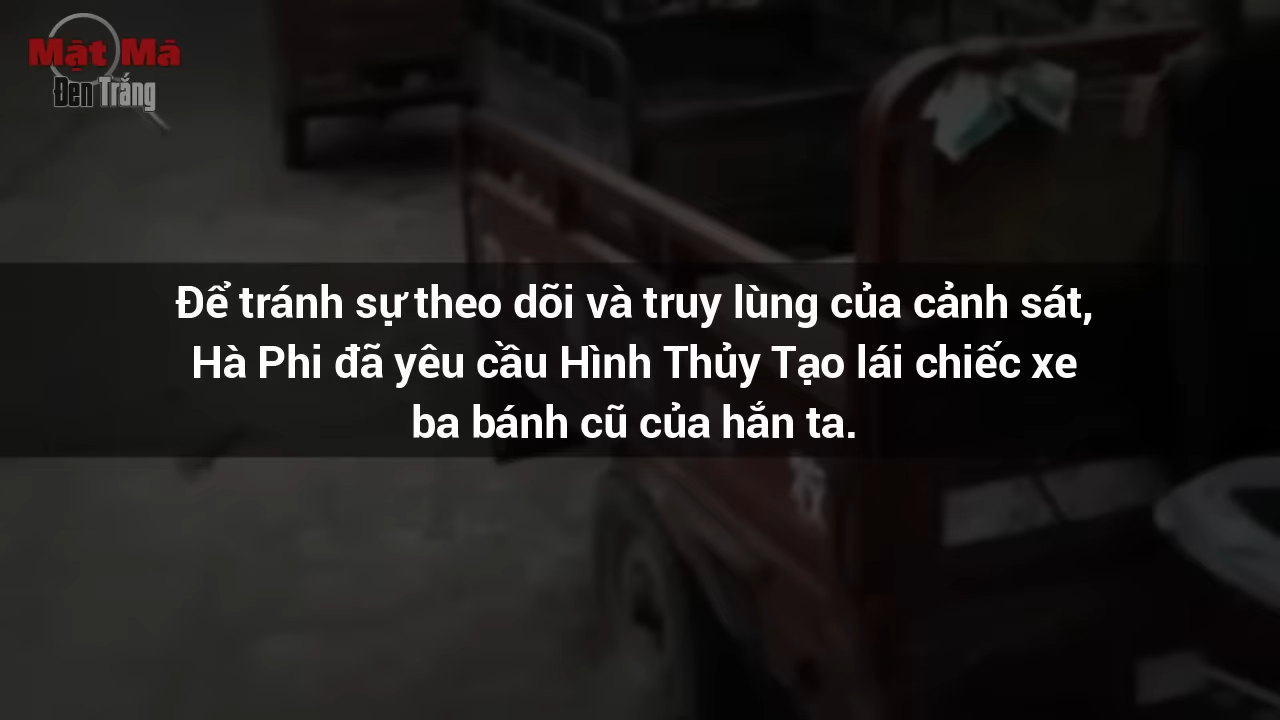 Mật Mã
Đen Trắng
Để tránh sự theo dõi và truy lùng của cảnh sát,
Hà Phi đã yêu cầu Hình Thủy Tạo lái chiếc xe
ba bánh cũ của hắn ta.